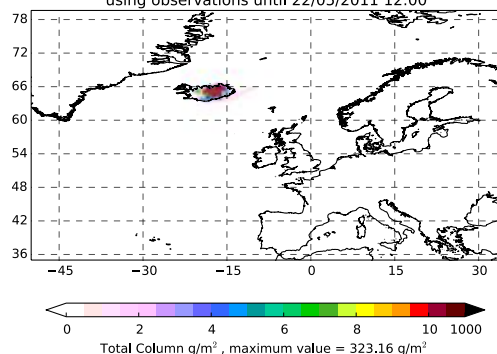 using observations until 22/05/2011 12:00
78
72
66
60
54
48
42
36
−45 −30 −15 0 15 30
0 2 4 6 8 10 1000
Total Column g/m², maximum value = 323.16 g/m²